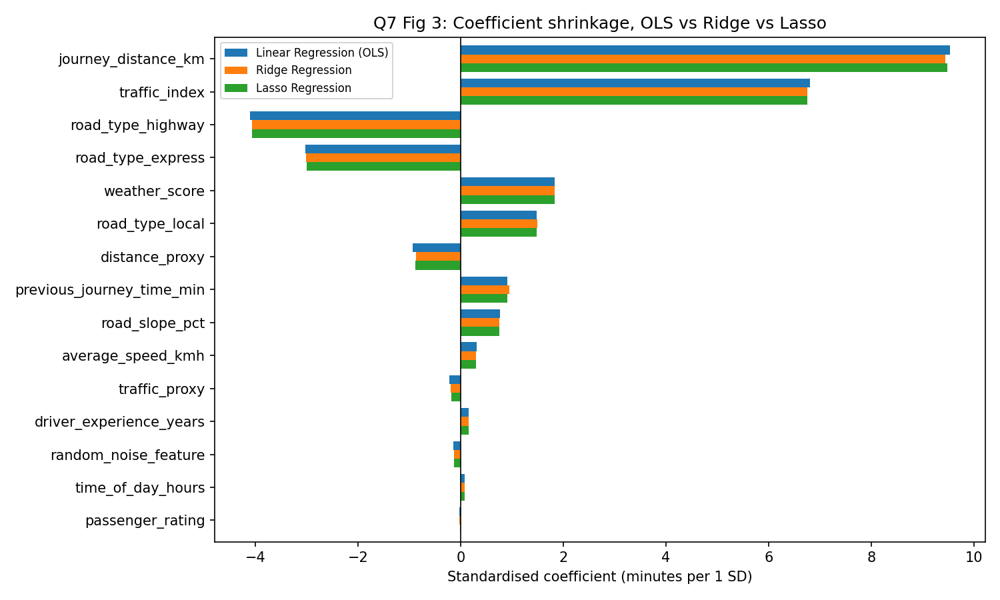 Q7 Fig 3: Coefficient shrinkage, OLS vs Ridge vs Lasso
Linear Regression (OLS)
Ridge Regression
Lasso Regression
journey_distance_km
traffic_index
road_type_highway
road_type_express
weather_score
road_type_local
distance_proxy
previous_journey_time_min
road_slope_pct
average_speed_kmh
traffic_proxy
driver_experience_years
random_noise_feature
time_of_day_hours
passenger_rating
−4 −2 0 2 4 6 8 10
Standardised coefficient (minutes per 1 SD)